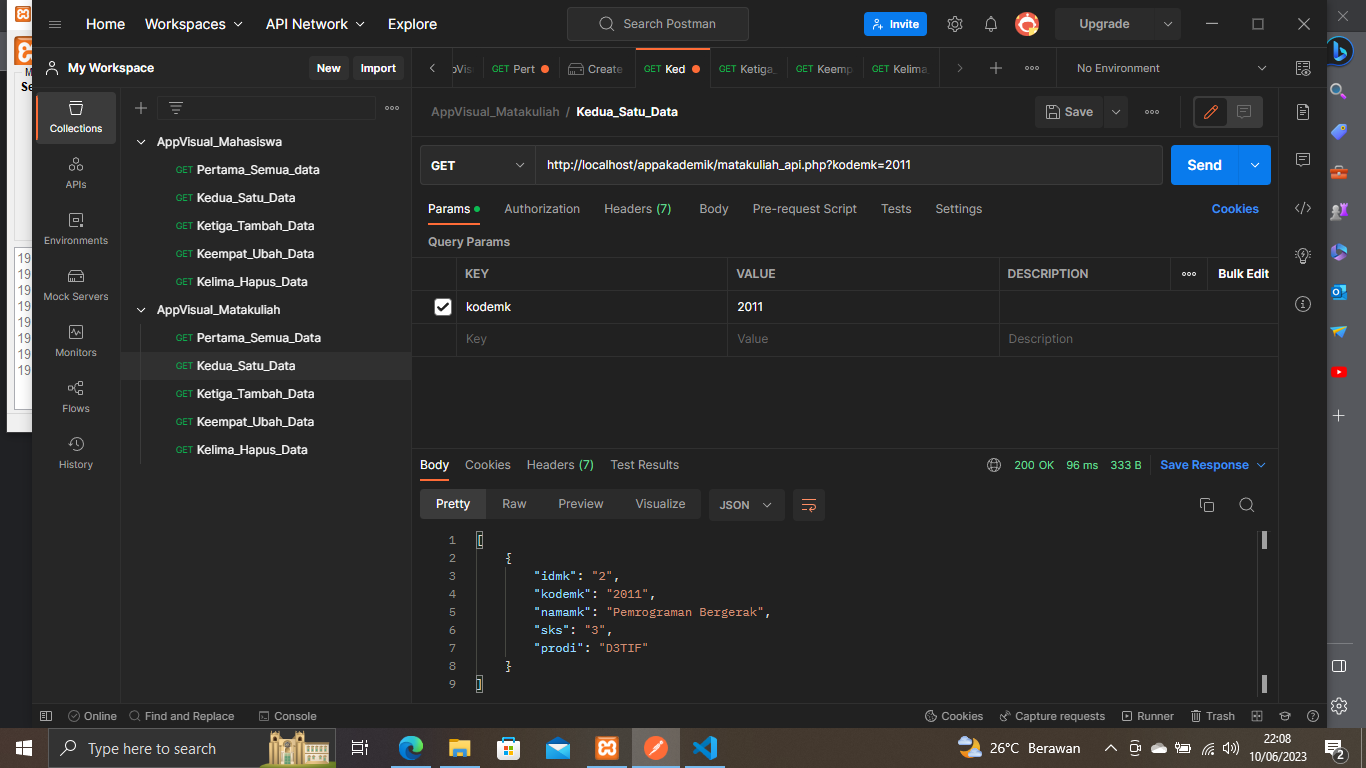 Home Workspaces API Network Explore Search Postman Invite Upgrade
My Workspace New Import
GET Pert Create GET Ked GET Ketiga GET Keemp GET Kelima No Environment
Collections
APIs
Environments
Mock Servers
Monitors
Flows
History
AppVisual_Mahasiswa
GET Pertama_Semua_data
GET Kedua_Satu_Data
GET Ketiga_Tambah_Data
GET Keempat_Ubah_Data
GET Kelima_Hapus_Data
AppVisual_Matakuliah
GET Pertama_Semua_Data
GET Kedua_Satu_Data
GET Ketiga_Tambah_Data
GET Keempat_Ubah_Data
GET Kelima_Hapus_Data
AppVisual_Matakuliah / Kedua_Satu_Data Save
GET http://localhost/appakademik/matakuliah_api.php?kodemk=2011 Send
Params Authorization Headers (7) Body Pre-request Script Tests Settings Cookies
Query Params
KEY VALUE DESCRIPTION Bulk Edit
kodemk 2011
Key Value Description
Body Cookies Headers (7) Test Results 200 OK 96 ms 333 B Save Response
Pretty Raw Preview Visualize JSON
1 [
2 {
3 "idmk": "2",
4 "kodemk": "2011",
5 "namamk": "Pemrograman Bergerak",
6 "sks": "3",
7 "prodi": "D3TIF"
8 }
9 ]
Online Find and Replace Console Cookies Capture requests Runner Trash
Type here to search 26°C Berawan 22:08
10/06/2023
2